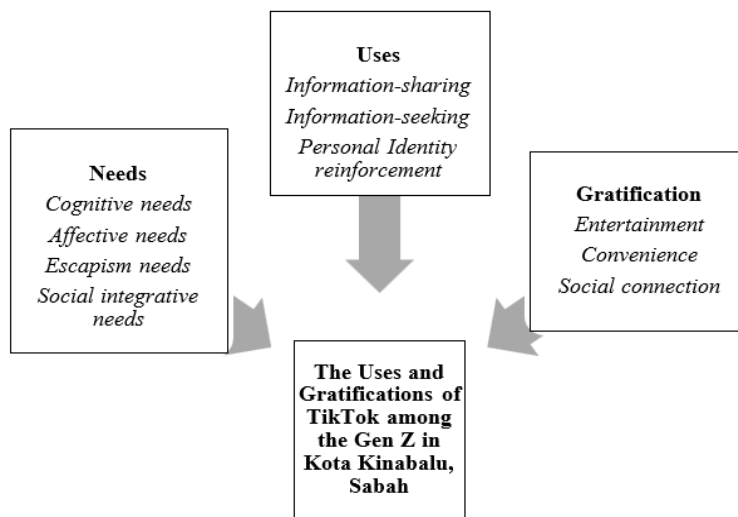 Uses
Information-sharing
Information-seeking
Personal Identity
reinforcement
Needs
Cognitive needs
Affective needs
Escapism needs
Social integrative
needs
Gratification
Entertainment
Convenience
Social connection
The Uses and
Gratifications of
TikTok among
the Gen Z in
Kota Kinabalu,
Sabah